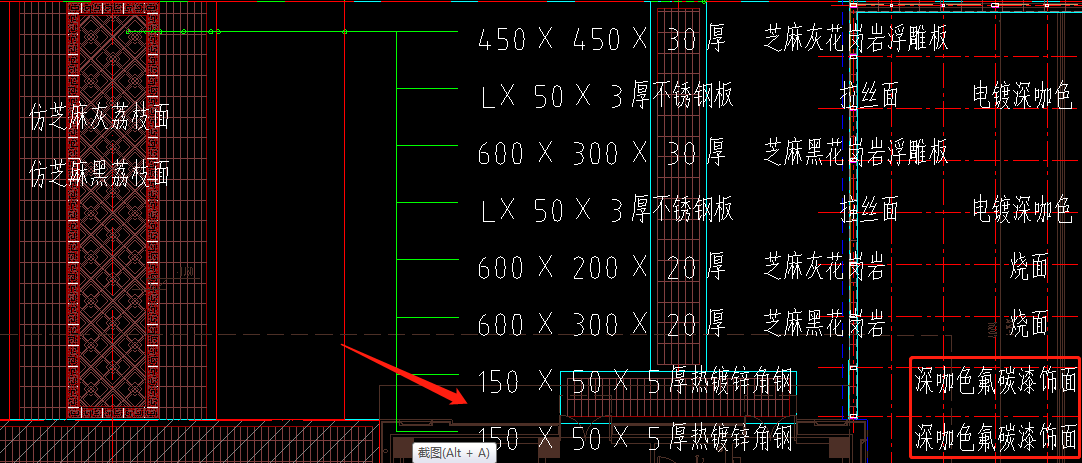 450 × 450 × 30 厚 芝麻灰花岗岩浮雕板
L× 50 × 3 厚不锈钢板 拉丝面 电镀深咖色
仿芝麻灰荔枝面
600 × 300 × 30 厚 芝麻黑花岗岩浮雕板
仿芝麻黑荔枝面
L× 50 × 3 厚不锈钢板 拉丝面 电镀深咖色
600 × 200 × 20 厚 芝麻灰花岗岩 烧面
600 × 300 × 20 厚 芝麻黑花岗岩 烧面
150 × 50 × 5 厚热镀锌角钢 深咖色氟碳漆饰面
150 × 50 × 5 厚热镀锌角钢 深咖色氟碳漆饰面
截图(Alt + A)